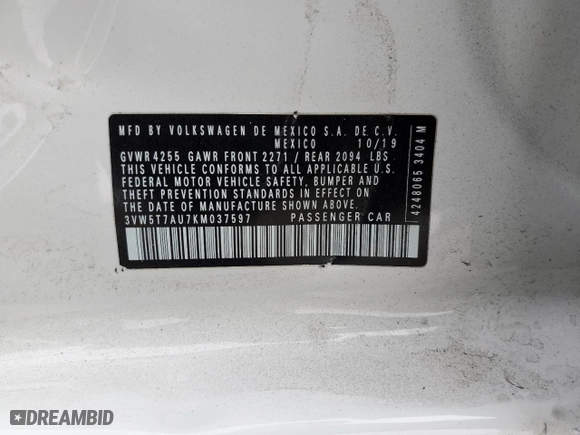 MFD BY VOLKSWAGEN DE MEXICO S.A. DE C.V.
MEXICO 10/19
GVWR 4255 GAWR FRONT 2271 / REAR 2094 LBS
THIS VEHICLE CONFORMS TO ALL APPLICABLE U.S.
FEDERAL MOTOR VEHICLE SAFETY, BUMPER AND
THEFT PREVENTION STANDARDS IN EFFECT ON
THE DATE OF MANUFACTURE SHOWN ABOVE.
3VW5T7AU7KM037597 PASSENGER CAR
4248065 3404 M
DREAMBID